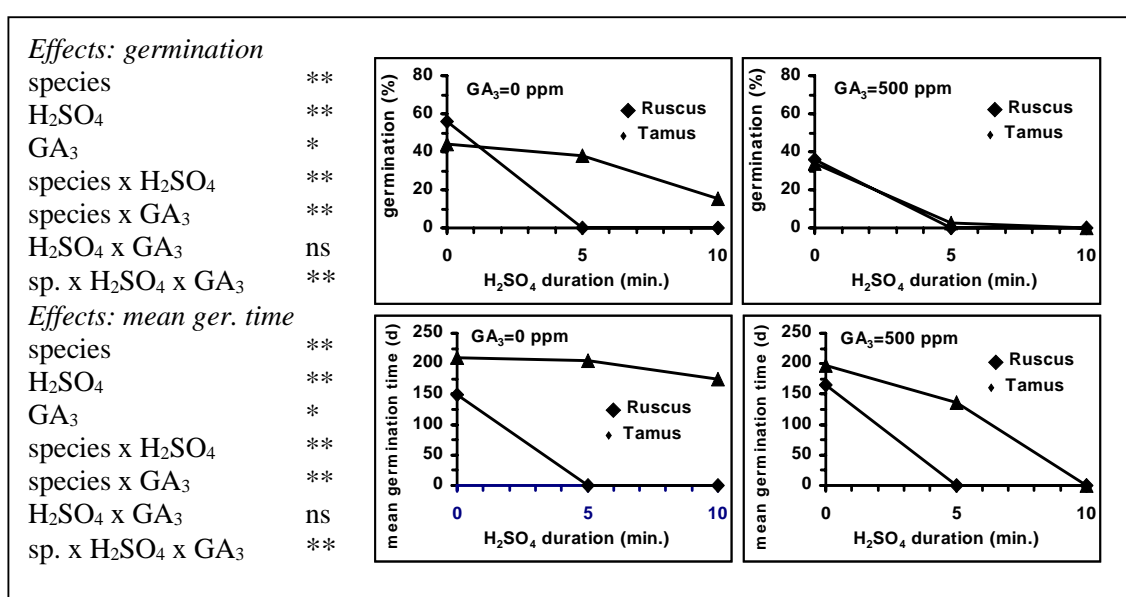 Effects: germination
species **
H₂SO₄ **
GA₃ *
species x H₂SO₄ **
species x GA₃ **
H₂SO₄ x GA₃ ns
sp. x H₂SO₄ x GA₃ **
Effects: mean ger. time
species **
H₂SO₄ **
GA₃ *
species x H₂SO₄ **
species x GA₃ **
H₂SO₄ x GA₃ ns
sp. x H₂SO₄ x GA₃ **
GA₃=0 ppm
Ruscus
Tamus
germination (%)
80
60
40
20
0
0 5 10
H₂SO₄ duration (min.)
GA₃=500 ppm
Ruscus
Tamus
germination (%)
80
60
40
20
0
0 5 10
H₂SO₄ duration (min.)
GA₃=0 ppm
Ruscus
Tamus
mean germination time (d)
250
200
150
100
50
0
0 5 10
H₂SO₄ duration (min.)
GA₃=500 ppm
Ruscus
Tamus
mean germination time (d)
250
200
150
100
50
0
0 5 10
H₂SO₄ duration (min.)